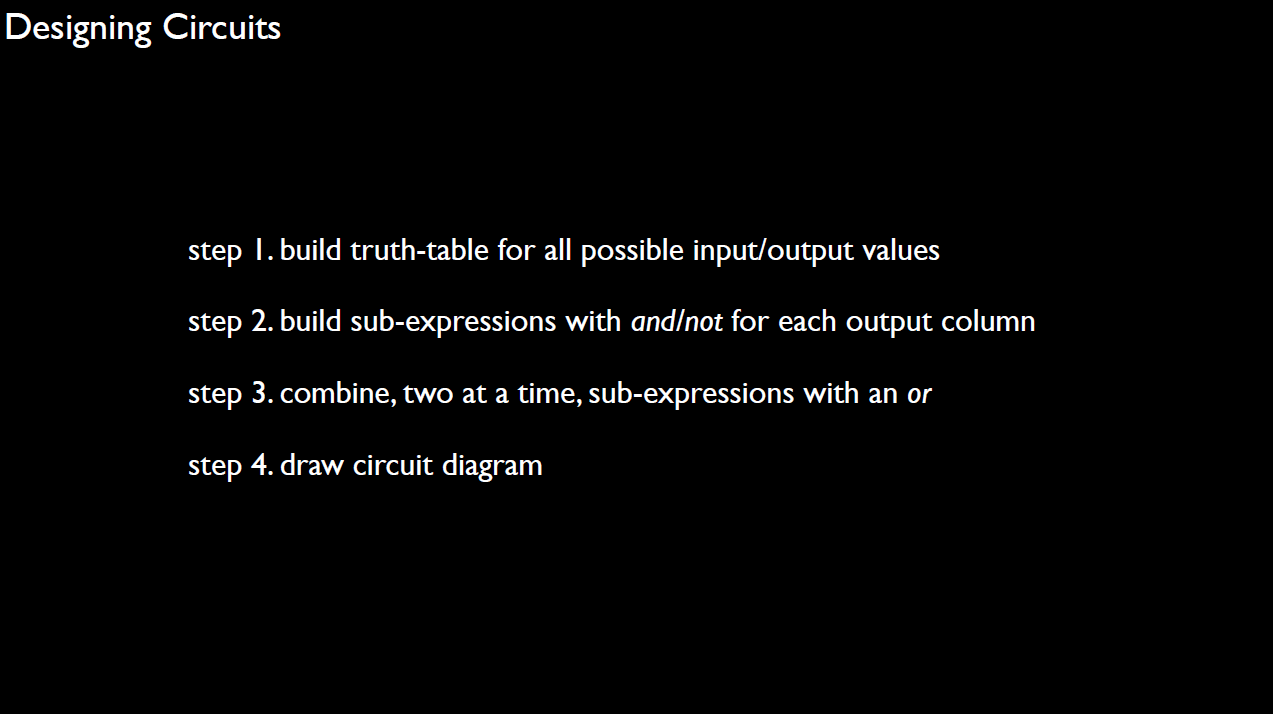 Designing Circuits
step 1. build truth-table for all possible input/output values
step 2. build sub-expressions with and/not for each output column
step 3. combine, two at a time, sub-expressions with an or
step 4. draw circuit diagram